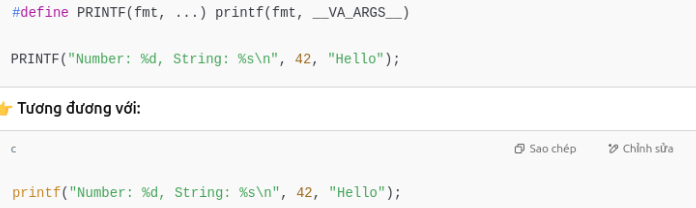 #define PRINTF(fmt, ...) printf(fmt, __VA_ARGS__)
PRINTF("Number: %d, String: %s\n", 42, "Hello");
👉 Tương đương với:
c Sao chép Chỉnh sửa
printf("Number: %d, String: %s\n", 42, "Hello");